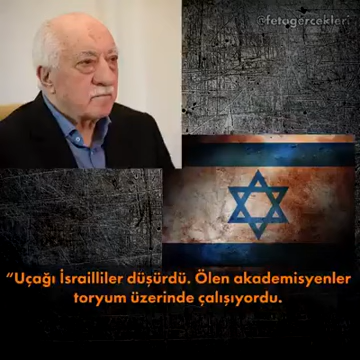 @fetogercekleri
“Uçağı İsrailliler düşürdü. Ölen akademisyenler
toryum üzerinde çalışıyordu.